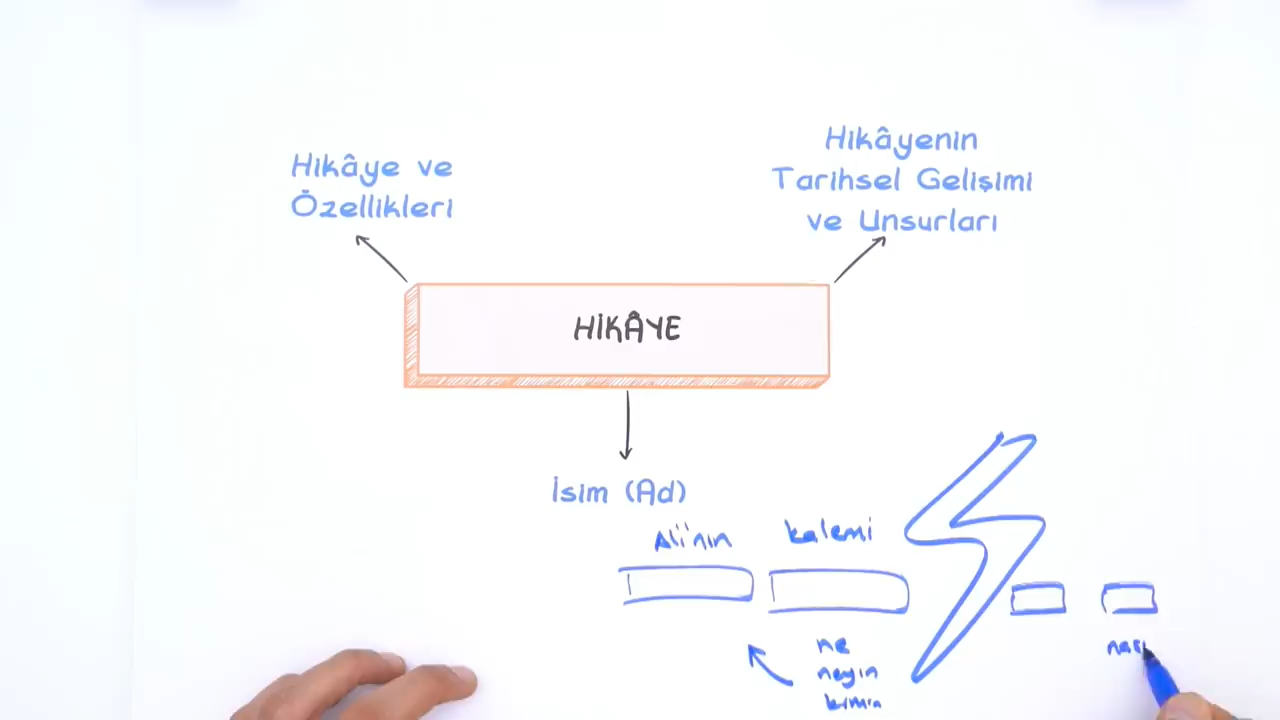 Hikâye ve
Özellikleri
Hikâyenin
Tarihsel Gelişimi
ve Unsurları
HİKÂYE
İsim (Ad)
Ali'nin kalemi
ne
neyin
kimin